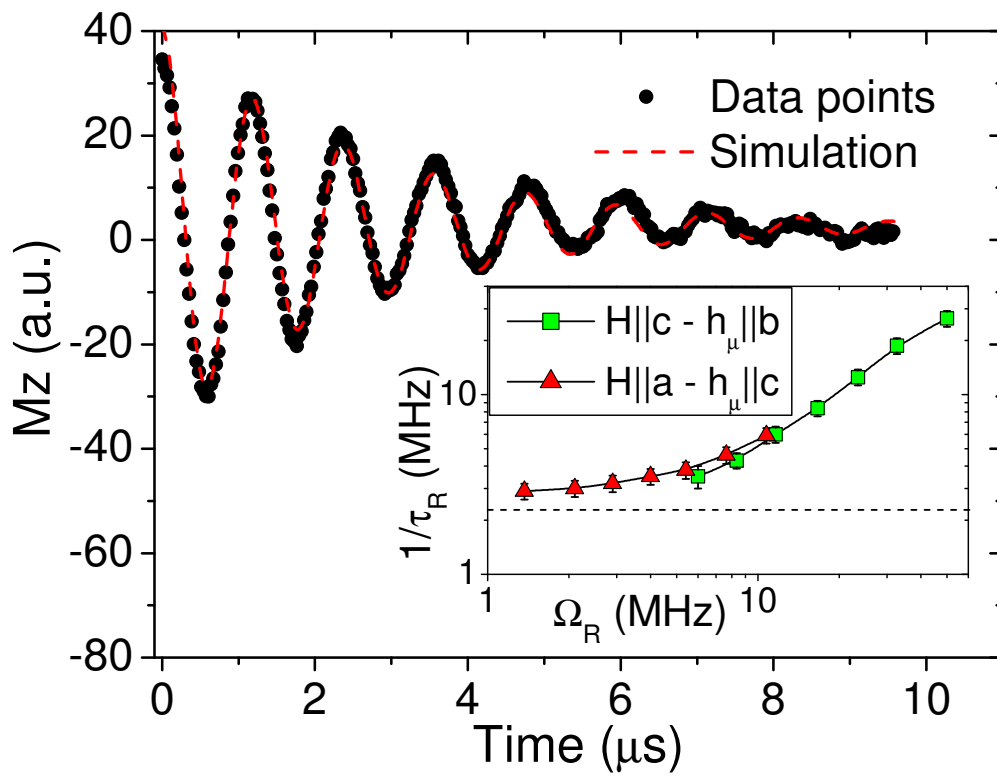 40
20
0
-20
-40
-60
-80
Mz (a.u.)
0 2 4 6 8 10
Time (μs)
Data points
Simulation
H||c - hμ||b
H||a - hμ||c
10
1
1/τR (MHz)
1 10
ΩR (MHz)